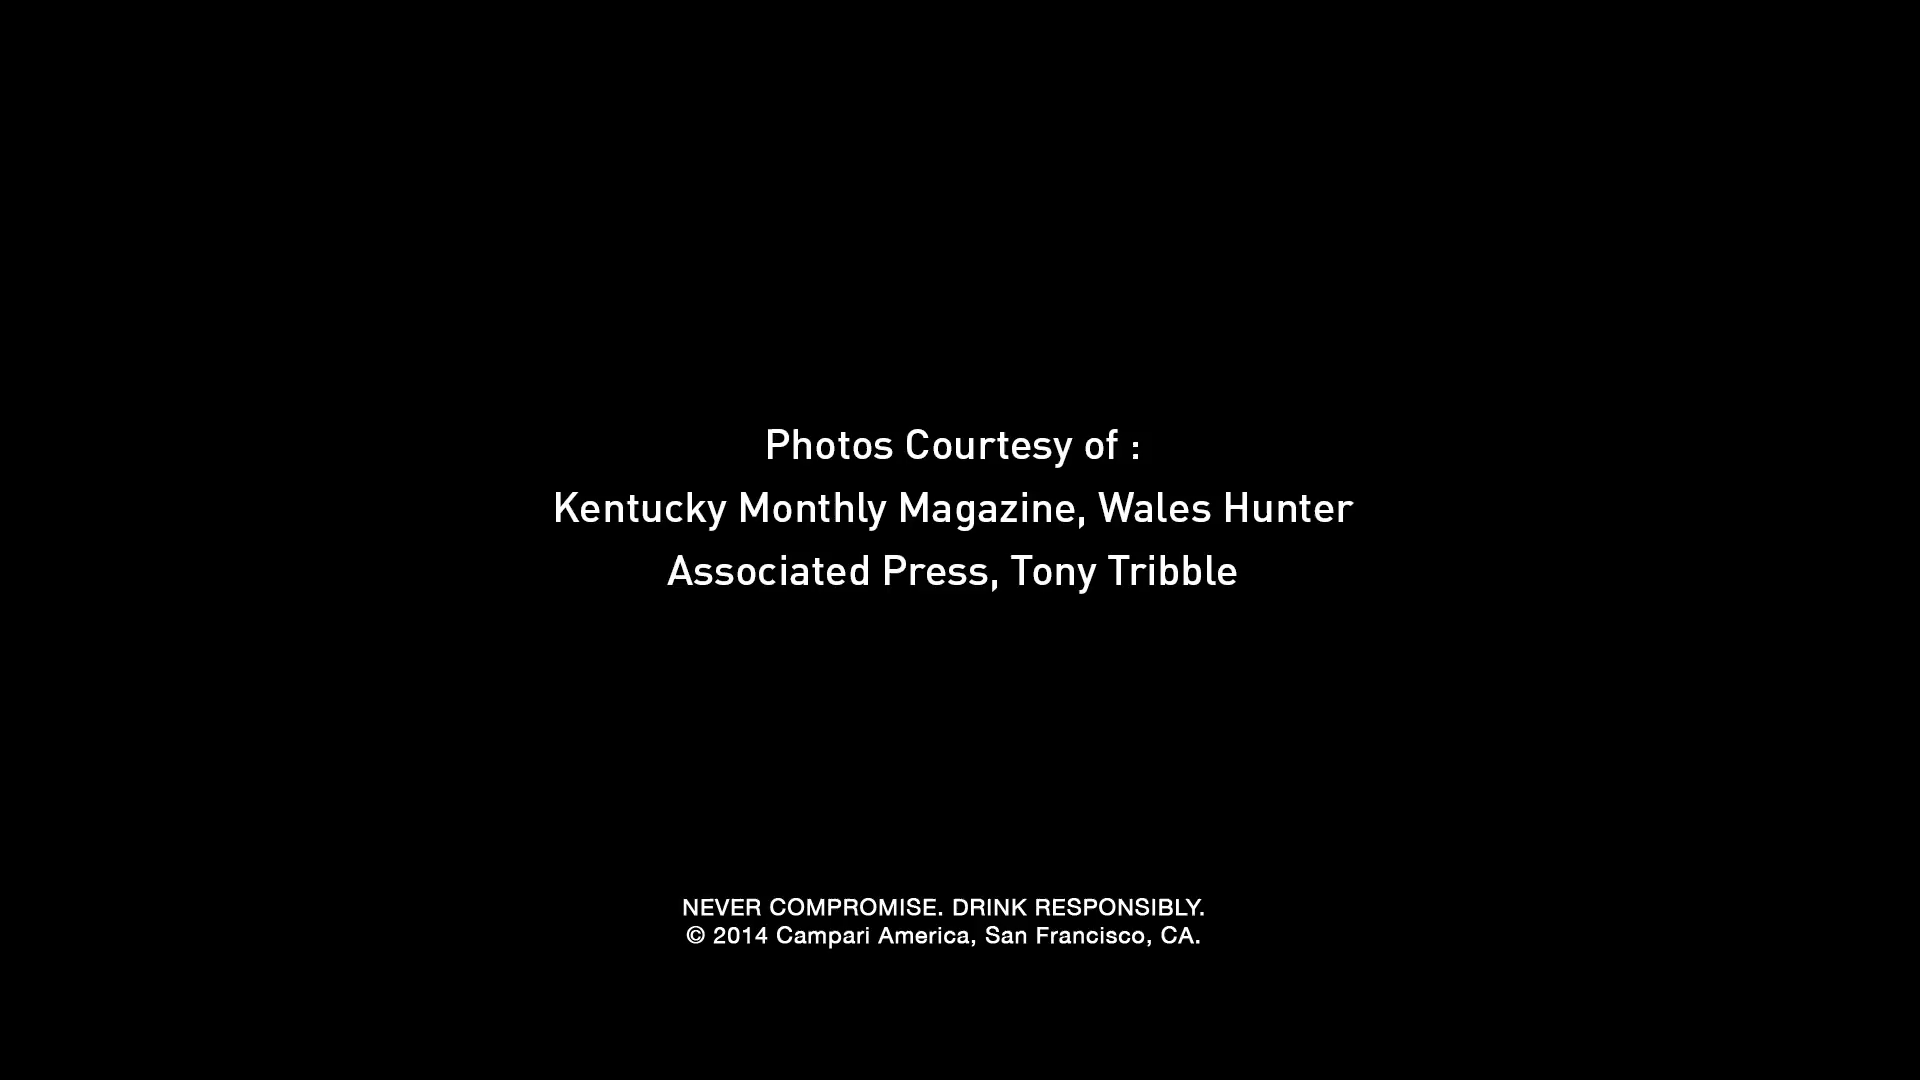 Photos Courtesy of :
Kentucky Monthly Magazine, Wales Hunter
Associated Press, Tony Tribble
NEVER COMPROMISE. DRINK RESPONSIBLY.
© 2014 Campari America, San Francisco, CA.